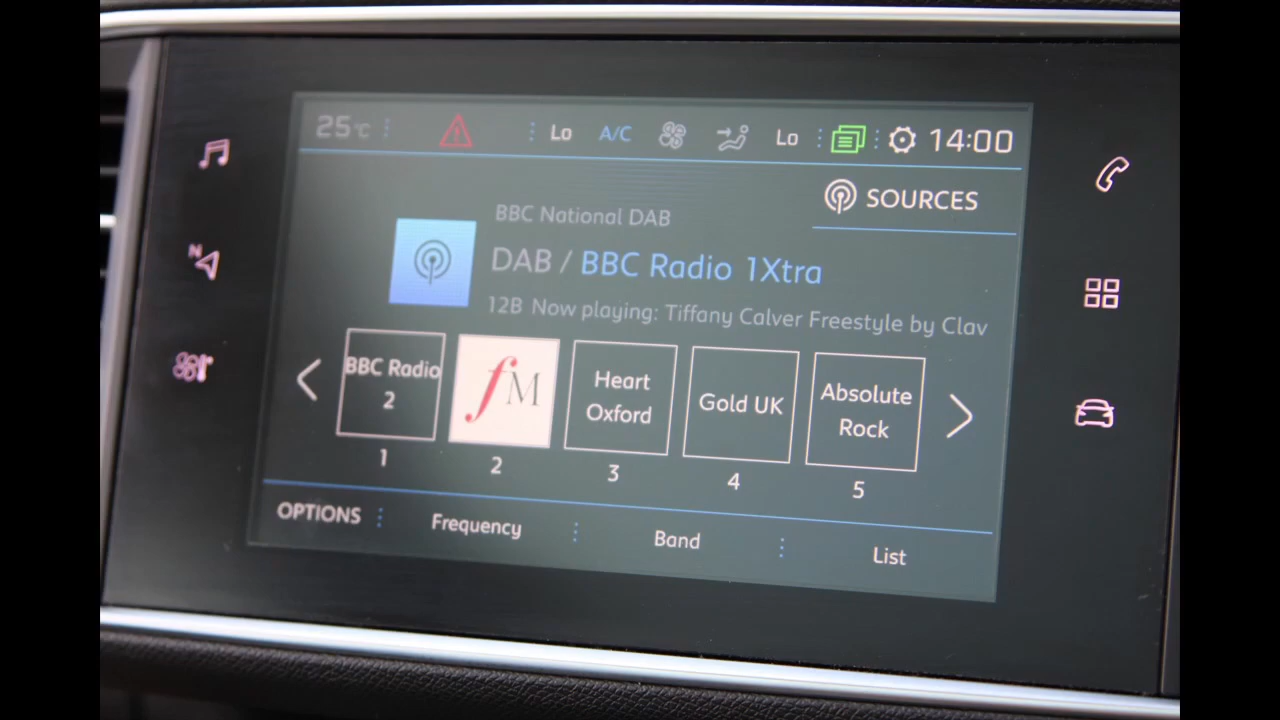 25°C Lo A/C Lo 14:00
SOURCES
BBC National DAB
DAB / BBC Radio 1Xtra
12B Now playing: Tiffany Calver Freestyle by Clav
BBC Radio
2
fM
Heart
Oxford
Gold UK
Absolute
Rock
1 2 3 4 5
OPTIONS Frequency Band List
N